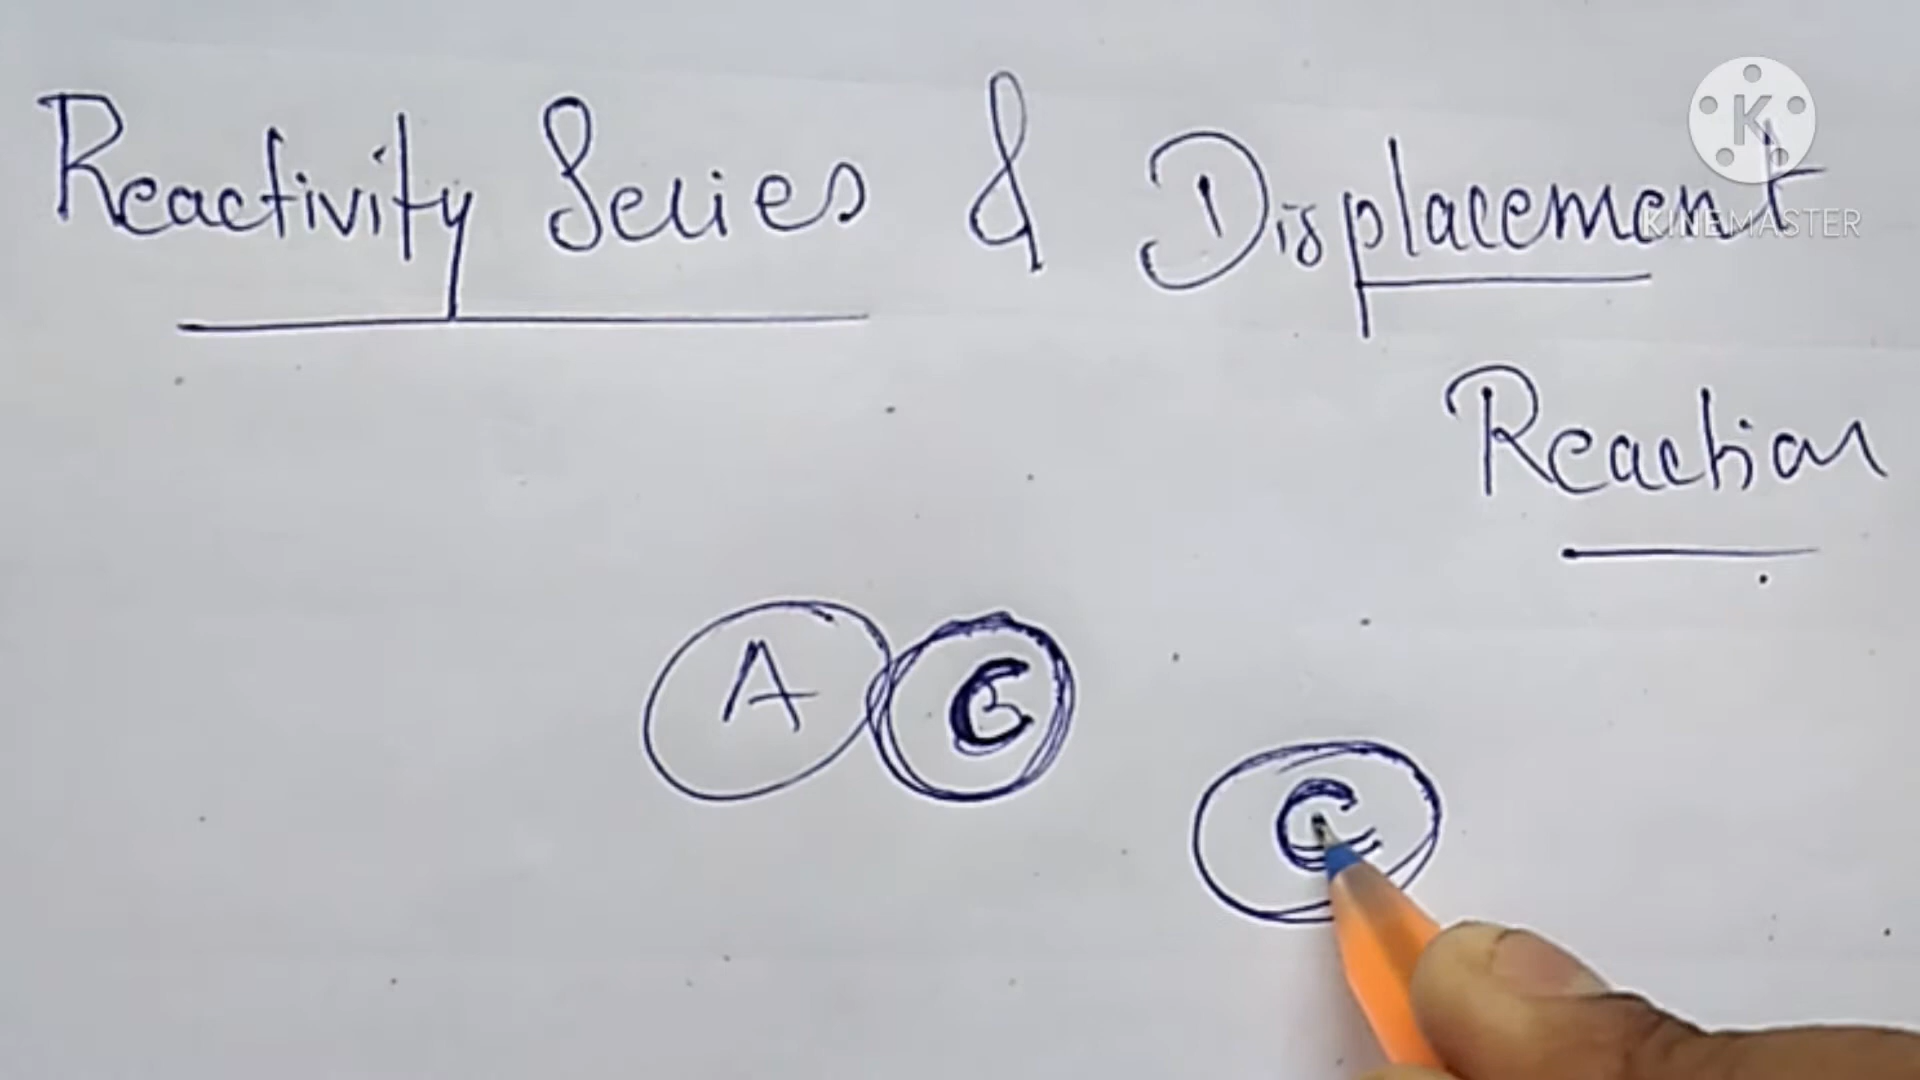 Reactivity Series & Displacement
K
KINEMASTER
Reaction
A
C